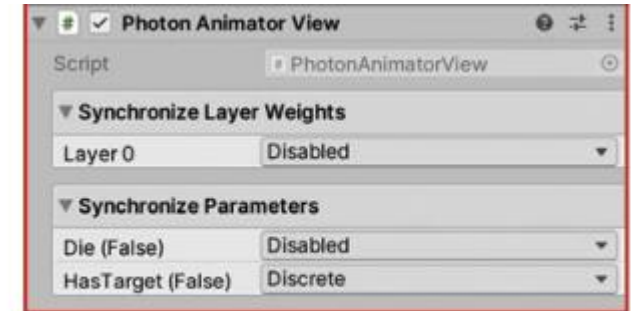 # Photon Animator View
Script # PhotonAnimatorView
Synchronize Layer Weights
Layer 0 Disabled
Synchronize Parameters
Die (False) Disabled
HasTarget (False) Discrete